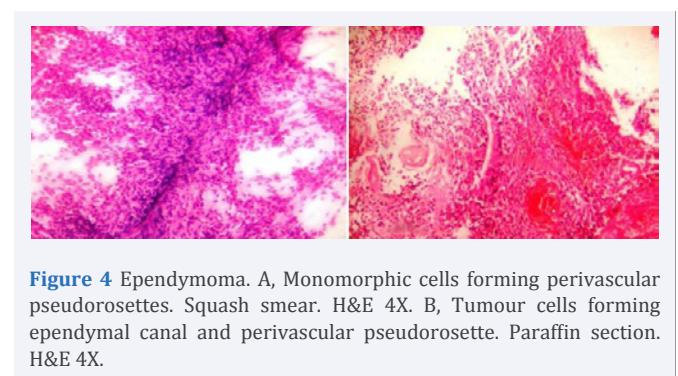 Figure 4 Ependymoma. A, Monomorphic cells forming perivascular
pseudorosettes. Squash smear. H&E 4X. B, Tumour cells forming
ependymal canal and perivascular pseudorosette. Paraffin section.
H&E 4X.